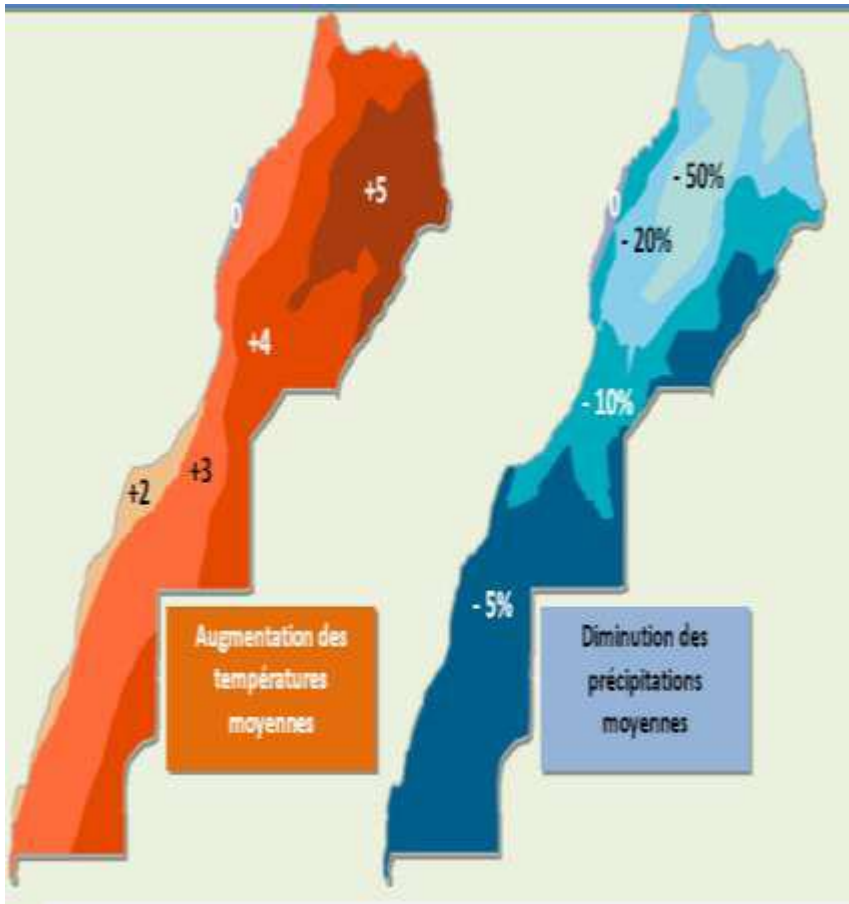 +5
0
+4
+3
+2
Augmentation des
températures
moyennes
- 50%
0
- 20%
- 10%
- 5%
Diminution des
précipitations
moyennes